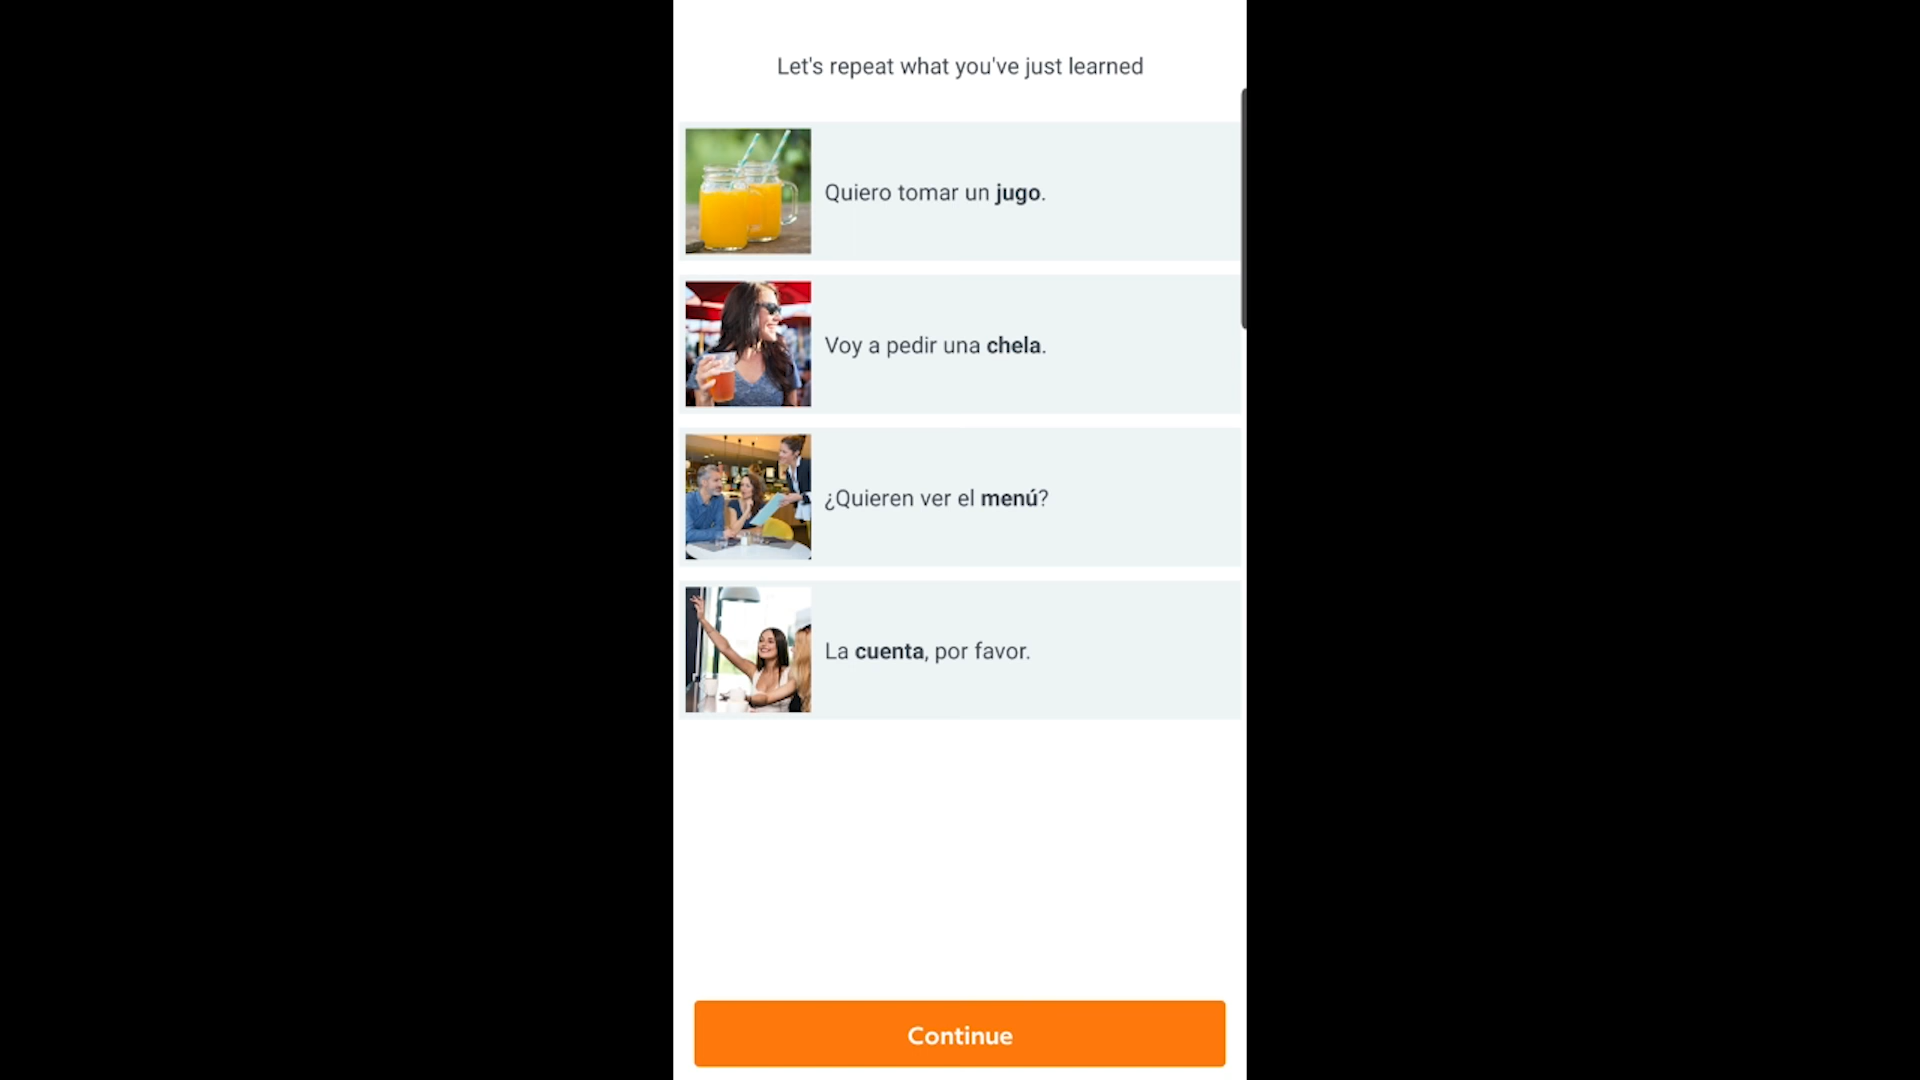 Let's repeat what you've just learned
Quiero tomar un jugo.
Voy a pedir una chela.
¿Quieren ver el menú?
La cuenta, por favor.
Continue